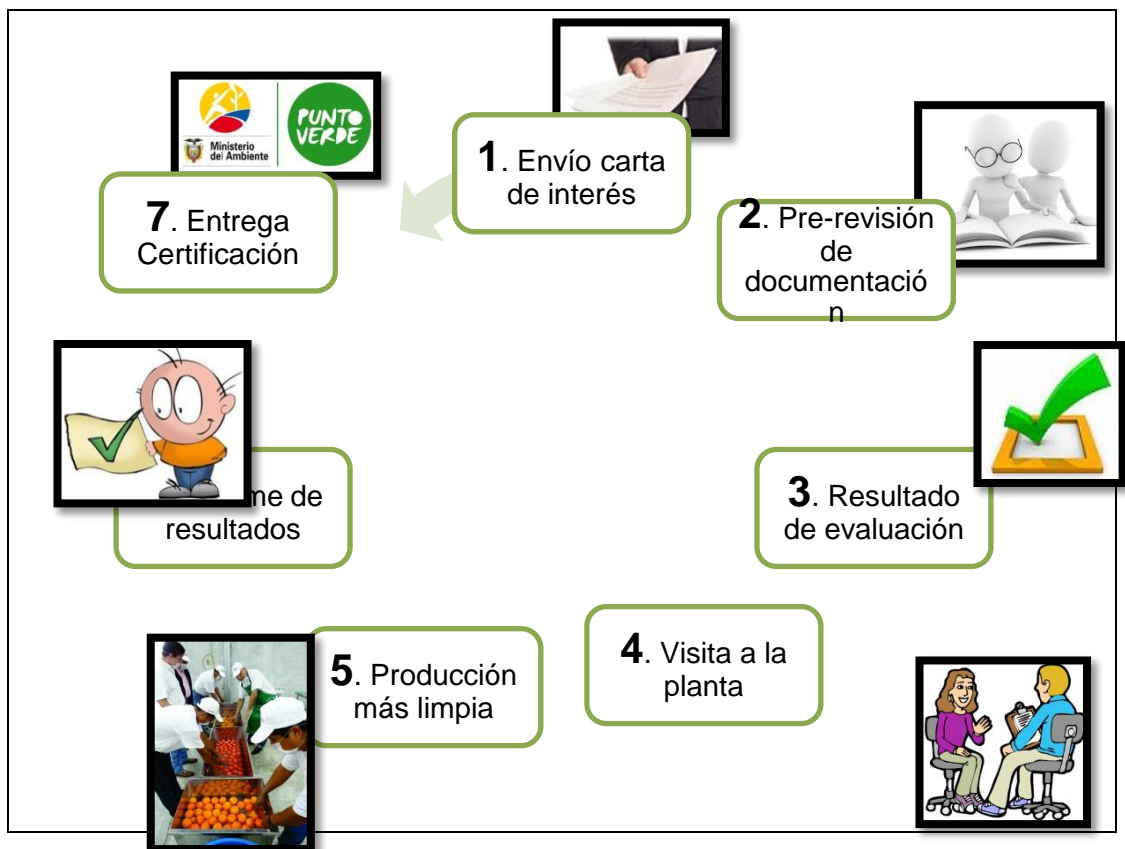 1. Envío carta
de interés
2. Pre-revisión
de
documentació
n
3. Resultado
de evaluación
4. Visita a la
planta
5. Producción
más limpia
me de
resultados
7. Entrega
Certificación
Ministerio
del Ambiente
PUNTO
VERDE